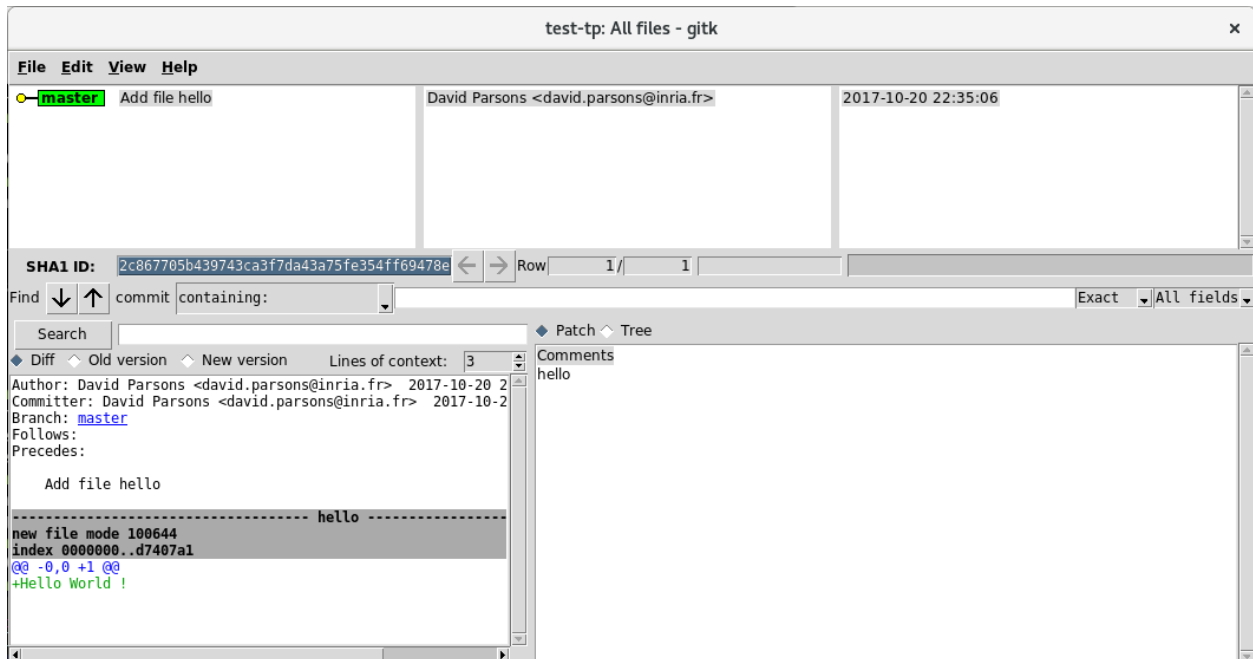 test-tp: All files - gitk
File Edit View Help
master Add file hello David Parsons <david.parsons@inria.fr> 2017-10-20 22:35:06
SHA1 ID: 2c867705b439743ca3f7da43a75fe354ff69478e Row 1/ 1
Find commit containing: Exact All fields
Search
Patch Tree
Diff Old version New version Lines of context: 3
Comments
hello
Author: David Parsons <david.parsons@inria.fr> 2017-10-20 2
Committer: David Parsons <david.parsons@inria.fr> 2017-10-2
Branch: master
Follows:
Precedes:
Add file hello
----------------------------------- hello -----------------
new file mode 100644
index 0000000..d7407a1
@@ -0,0 +1 @@
+Hello World !